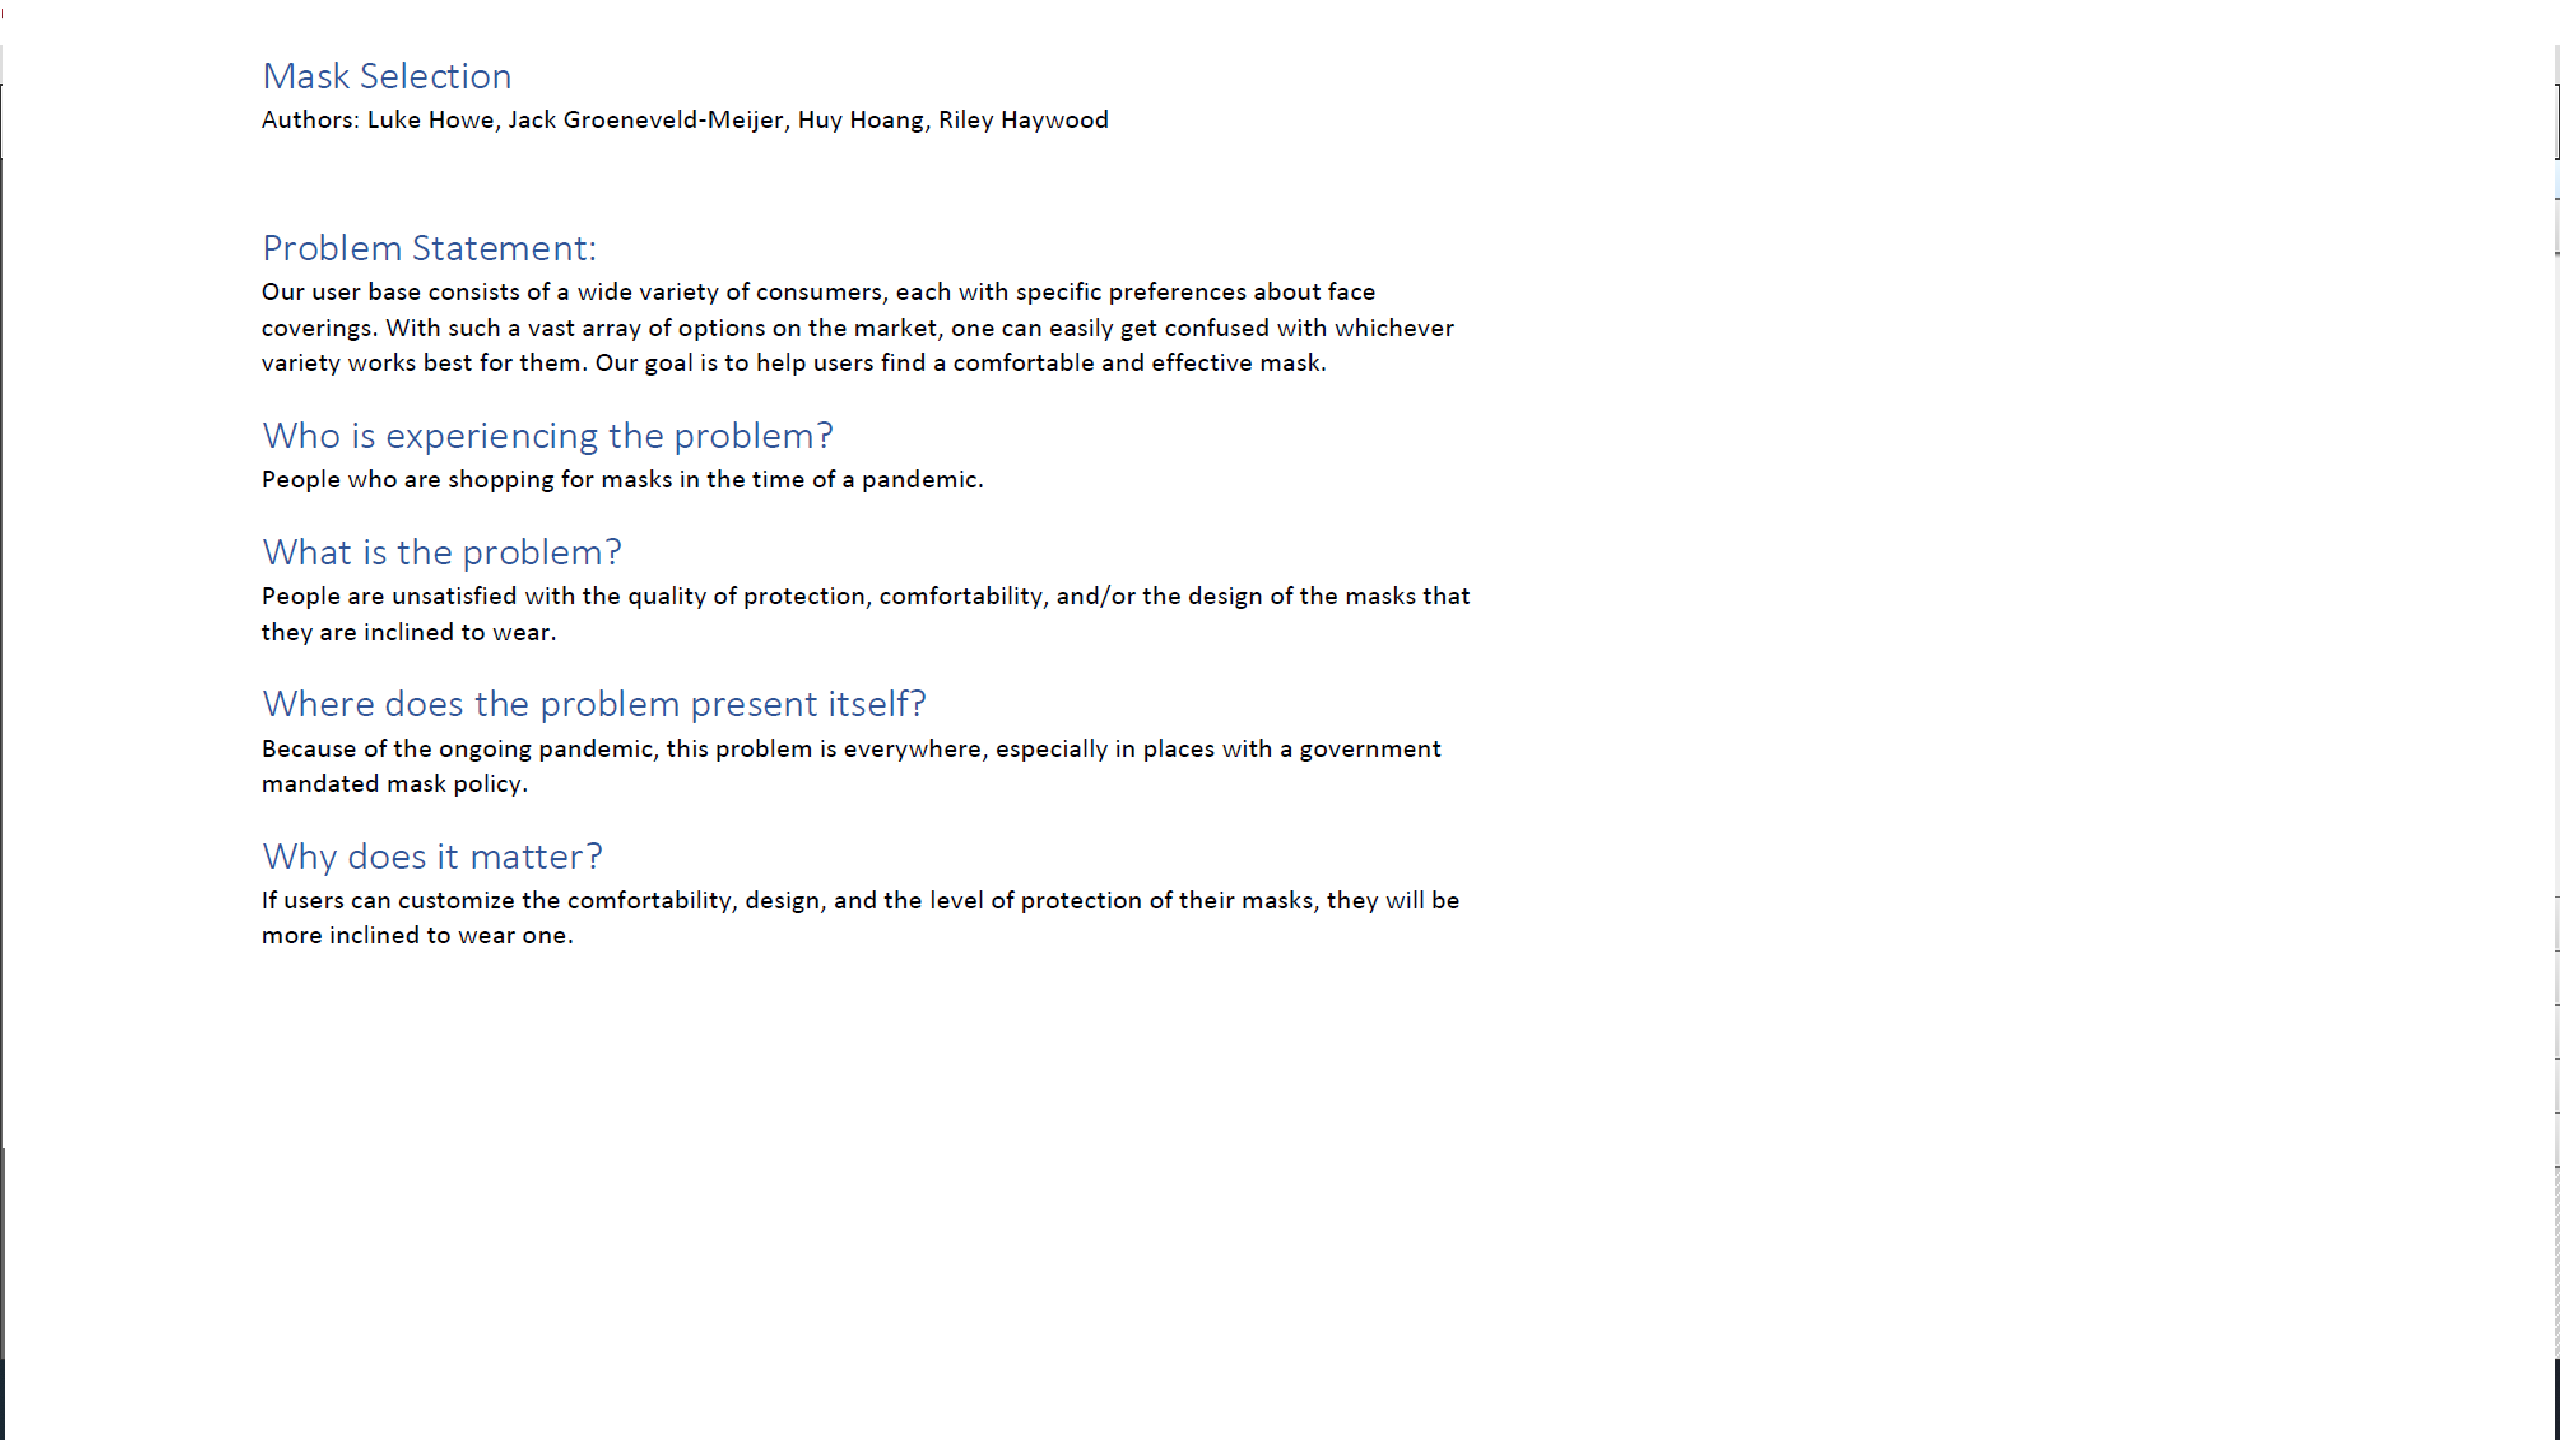 Mask Selection
Authors: Luke Howe, Jack Groeneveld-Meijer, Huy Hoang, Riley Haywood
Problem Statement:
Our user base consists of a wide variety of consumers, each with specific preferences about face
coverings. With such a vast array of options on the market, one can easily get confused with whichever
variety works best for them. Our goal is to help users find a comfortable and effective mask.
Who is experiencing the problem?
People who are shopping for masks in the time of a pandemic.
What is the problem?
People are unsatisfied with the quality of protection, comfortability, and/or the design of the masks that
they are inclined to wear.
Where does the problem present itself?
Because of the ongoing pandemic, this problem is everywhere, especially in places with a government
mandated mask policy.
Why does it matter?
If users can customize the comfortability, design, and the level of protection of their masks, they will be
more inclined to wear one.